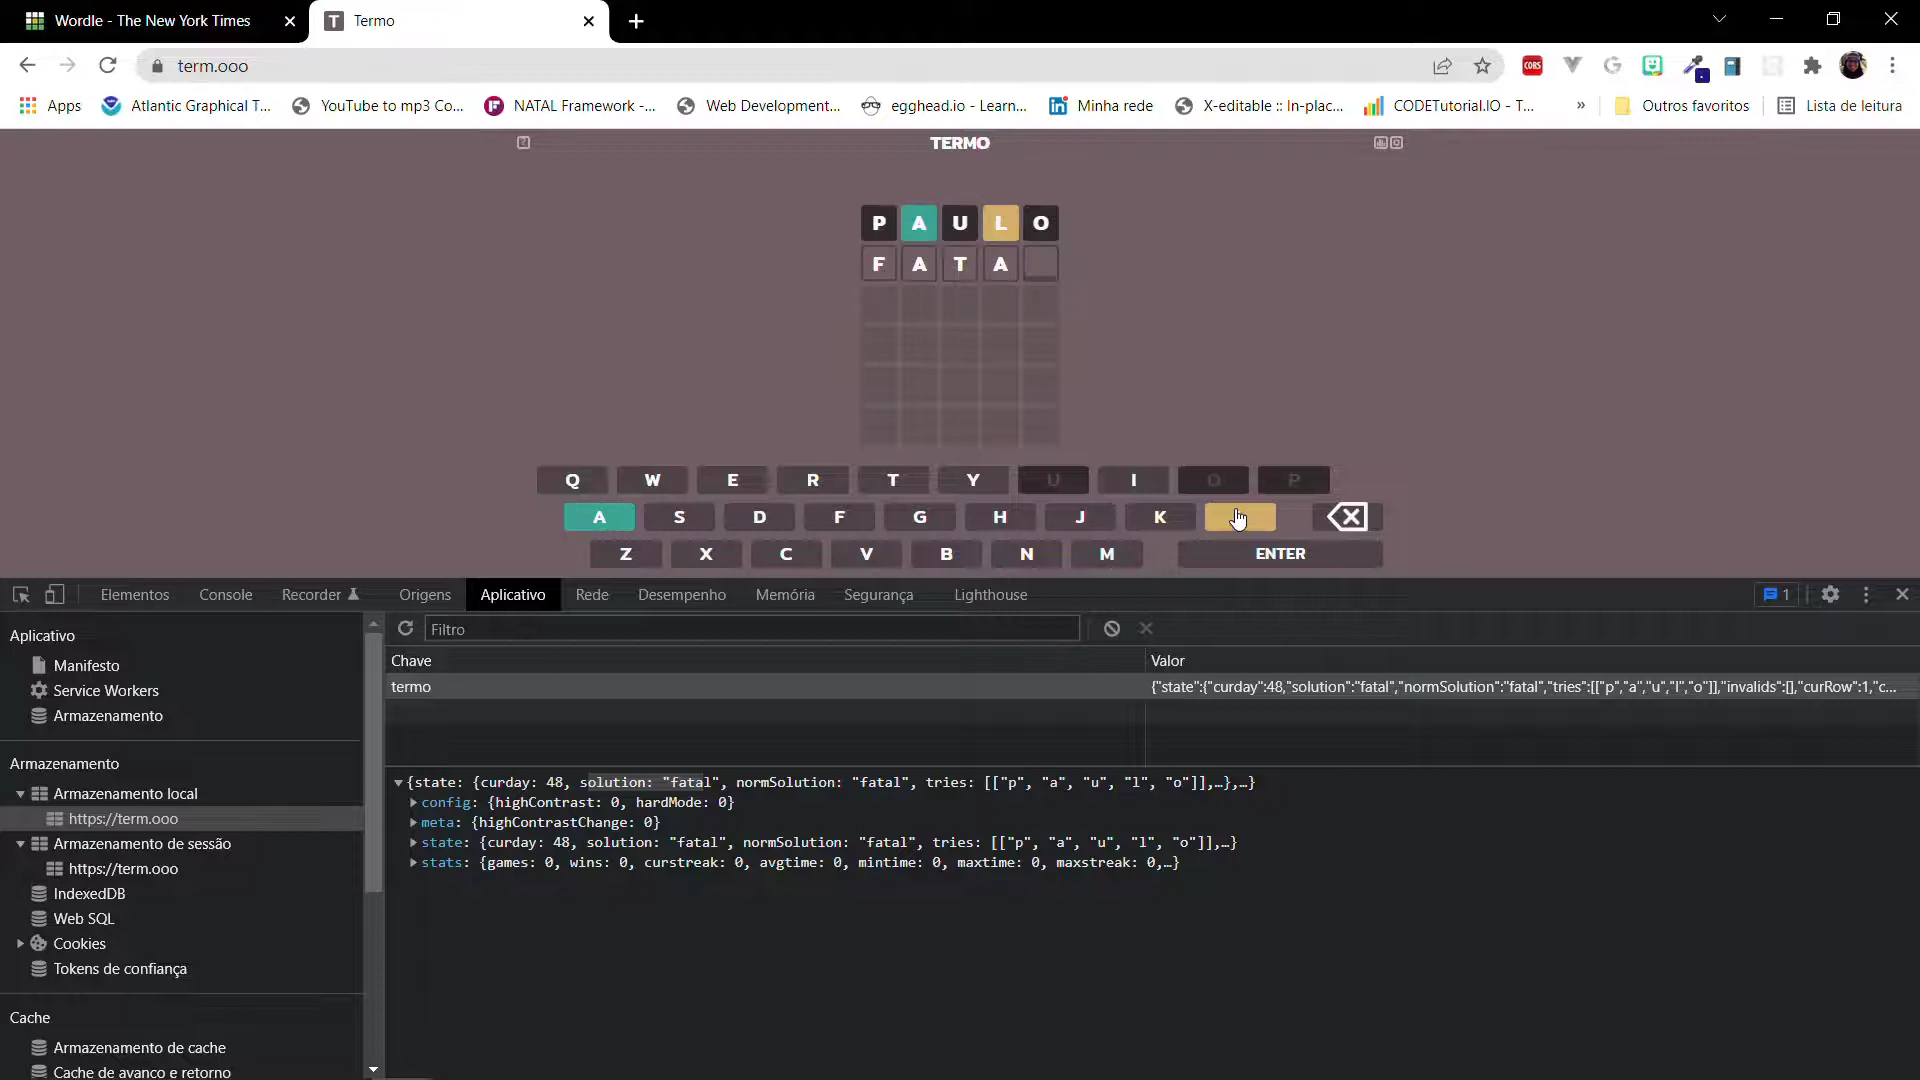 Wordle - The New York Times
T Termo
term.ooo
CORS
Apps
Atlantic Graphical T...
YouTube to mp3 Co...
NATAL Framework -...
Web Development...
egghead.io - Learn...
Minha rede
X-editable :: In-plac...
CODETutorial.IO - T...
»
Outros favoritos
Lista de leitura
TERMO
P A U L O
F A T A
Q W E R T Y U I O P
A S D F G H J K
Z X C V B N M ENTER
Elementos Console Recorder Origens Aplicativo Rede Desempenho Memória Segurança Lighthouse 1
Aplicativo
Manifesto
Service Workers
Armazenamento
Armazenamento
Armazenamento local
https://term.ooo
Armazenamento de sessão
https://term.ooo
IndexedDB
Web SQL
Cookies
Tokens de confiança
Cache
Armazenamento de cache
Cache de avanco e retorno
Filtro
Chave Valor
termo {"state":{"curday":48,"solution":"fatal","normSolution":"fatal","tries":[["p","a","u","l","o"]],"invalids":[],"curRow":1,"c...
{state: {curday: 48, solution: "fatal", normSolution: "fatal", tries: [["p", "a", "u", "l", "o"]],…},…}
config: {highContrast: 0, hardMode: 0}
meta: {highContrastChange: 0}
state: {curday: 48, solution: "fatal", normSolution: "fatal", tries: [["p", "a", "u", "l", "o"]],…}
stats: {games: 0, wins: 0, curstreak: 0, avgtime: 0, mintime: 0, maxtime: 0, maxstreak: 0,…}